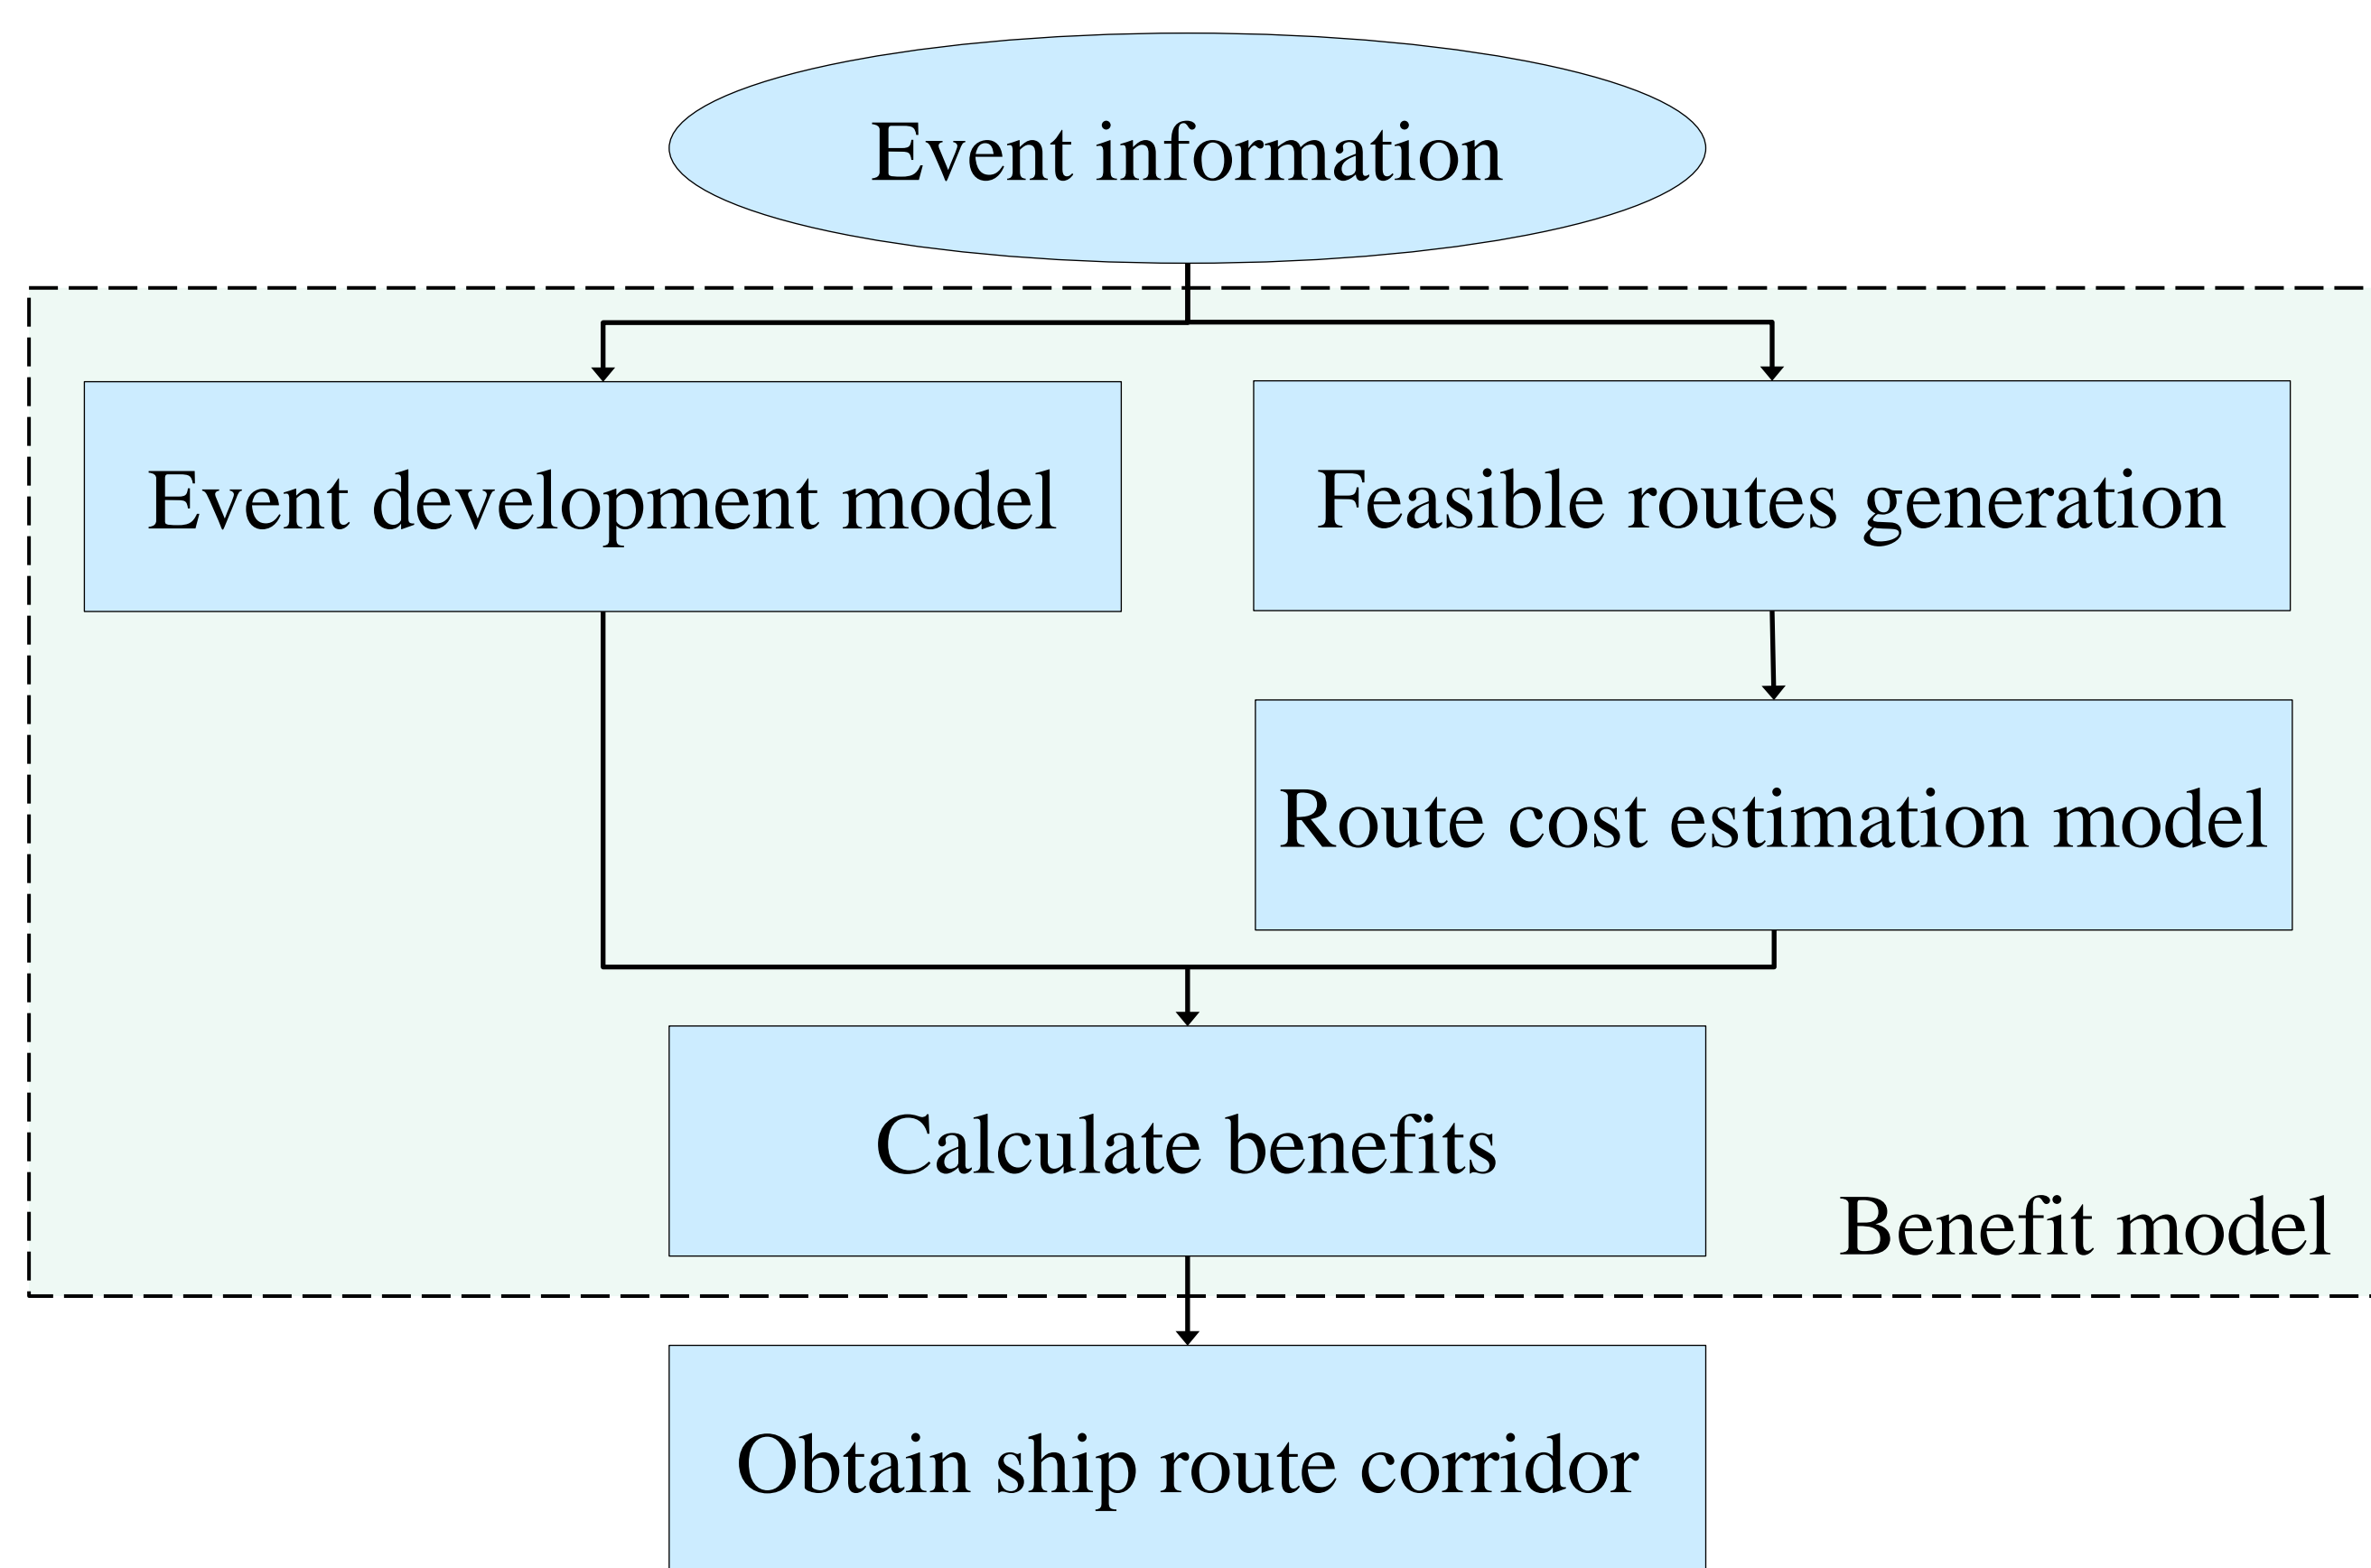 Event information
Event development model
Feasible routes generation
Route cost estimation model
Calculate benefits
Benefit model
Obtain ship route corridor